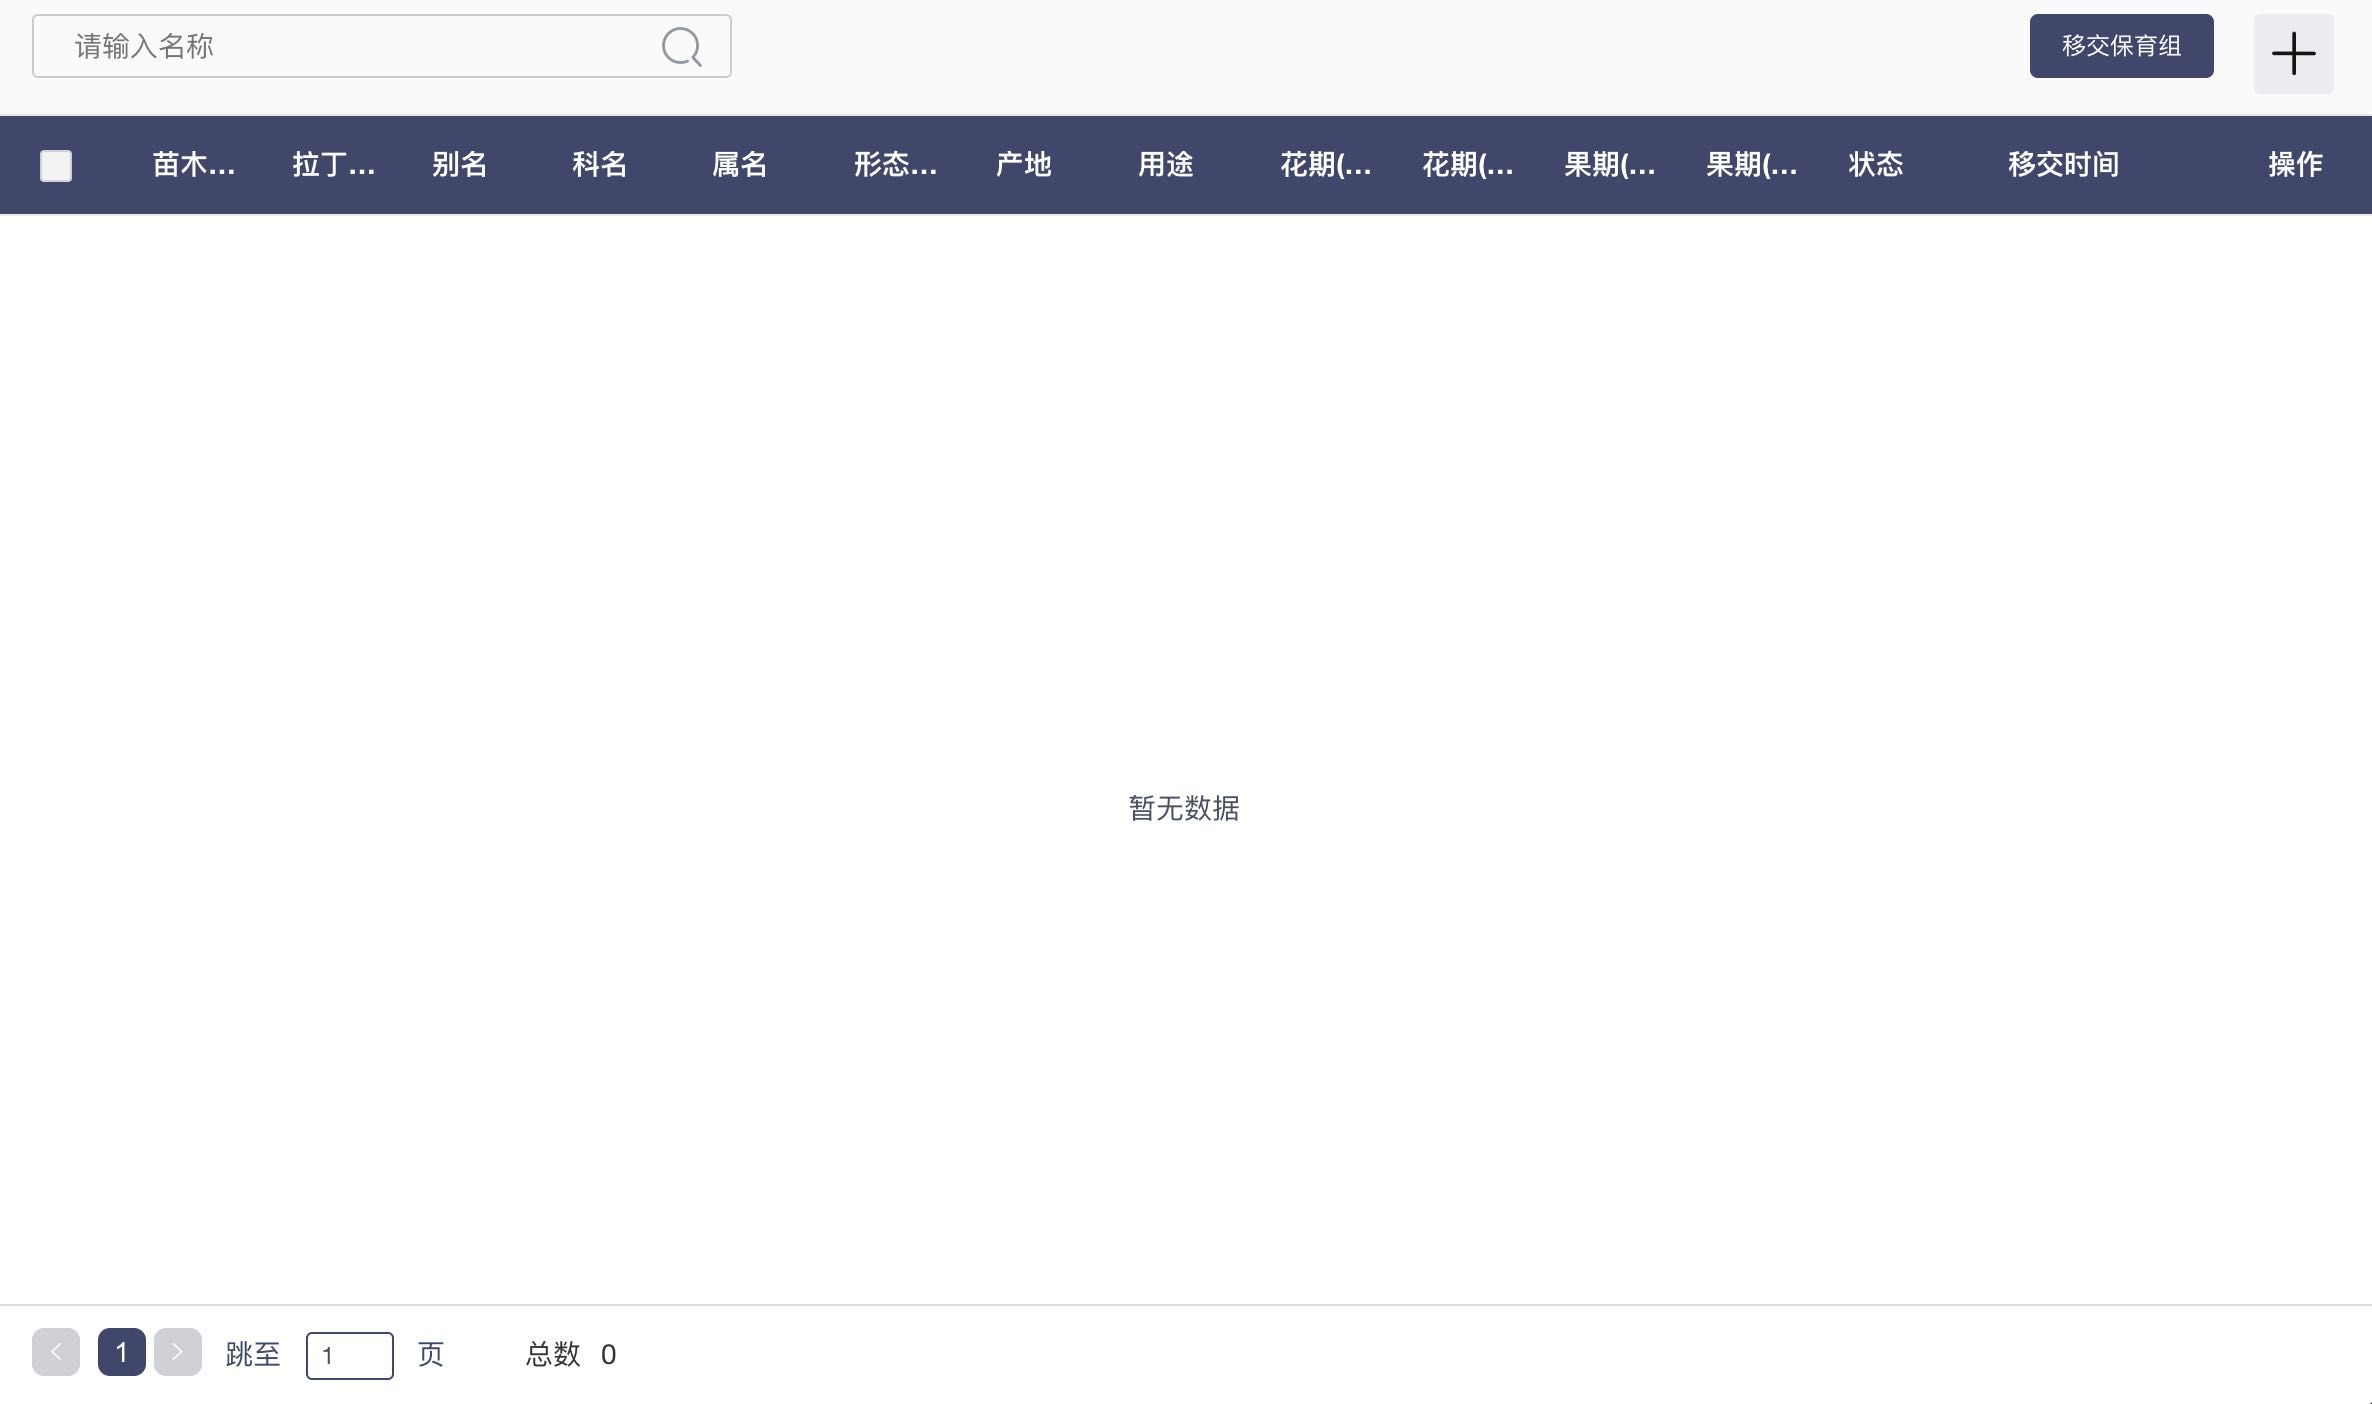 请输入名称 移交保育组
苗木... 拉丁... 别名 科名 属名 形态... 产地 用途 花期(... 花期(... 果期(... 果期(... 状态 移交时间 操作
暂无数据
1 跳至 1 页 总数 0